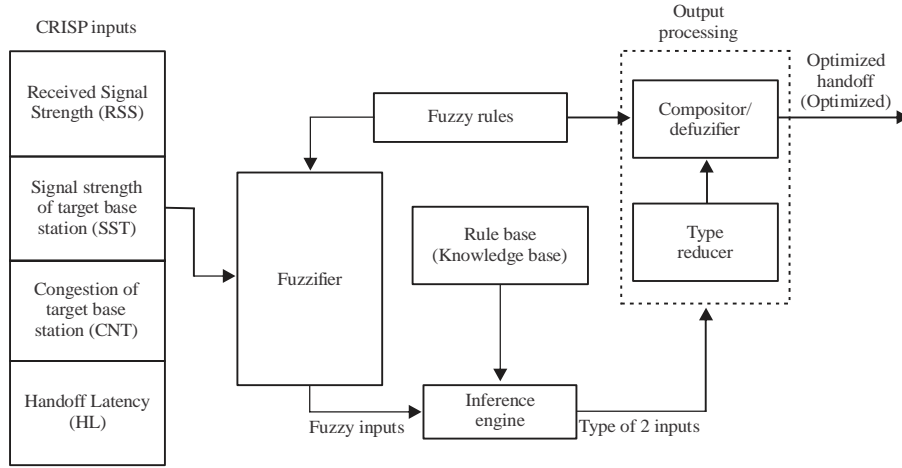 CRISP inputs
Received Signal
Strength (RSS)
Signal strength
of target base
station (SST)
Congestion of
target base
station (CNT)
Handoff Latency
(HL)
Fuzzifier
Fuzzy rules
Rule base
(Knowledge base)
Fuzzy inputs
Inference
engine
Type of 2 inputs
Output
processing
Compositor/
defuzifier
Type
reducer
Optimized
handoff
(Optimized)